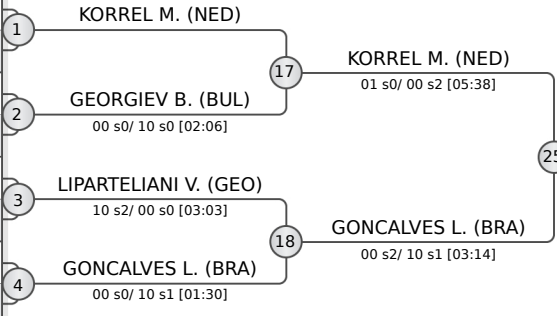 KORREL M. (NED)
1
17
KORREL M. (NED)
01 s0/ 00 s2 [05:38]
GEORGIEV B. (BUL)
2
00 s0/ 10 s0 [02:06]
25
LIPARTELIANI V. (GEO)
3
10 s2/ 00 s0 [03:03]
18
GONCALVES L. (BRA)
00 s2/ 10 s1 [03:14]
GONCALVES L. (BRA)
4
00 s0/ 10 s1 [01:30]